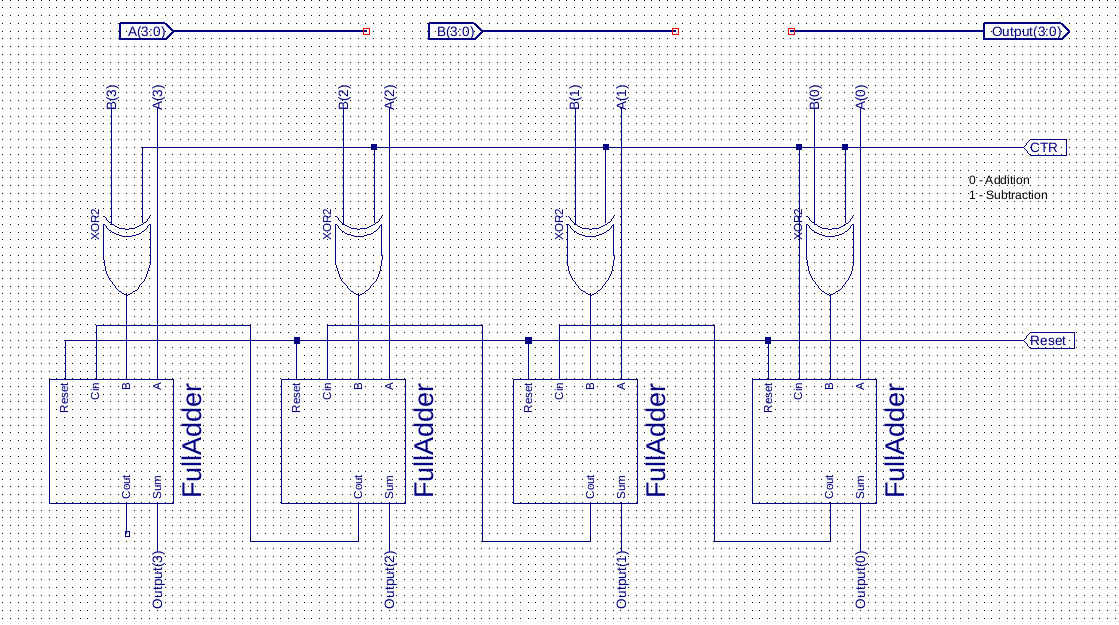 A(3:0)
B(3:0)
Output(3:0)
B(3)
A(3)
B(2)
A(2)
B(1)
A(1)
B(0)
A(0)
CTR
0 - Addition
1 - Subtraction
XOR2
XOR2
XOR2
XOR2
Reset
Reset
Cin
B
A
Reset
Cin
B
A
Reset
Cin
B
A
Reset
Cin
B
A
FullAdder
FullAdder
FullAdder
FullAdder
Cout
Sum
Cout
Sum
Cout
Sum
Cout
Sum
Output(3)
Output(2)
Output(1)
Output(0)